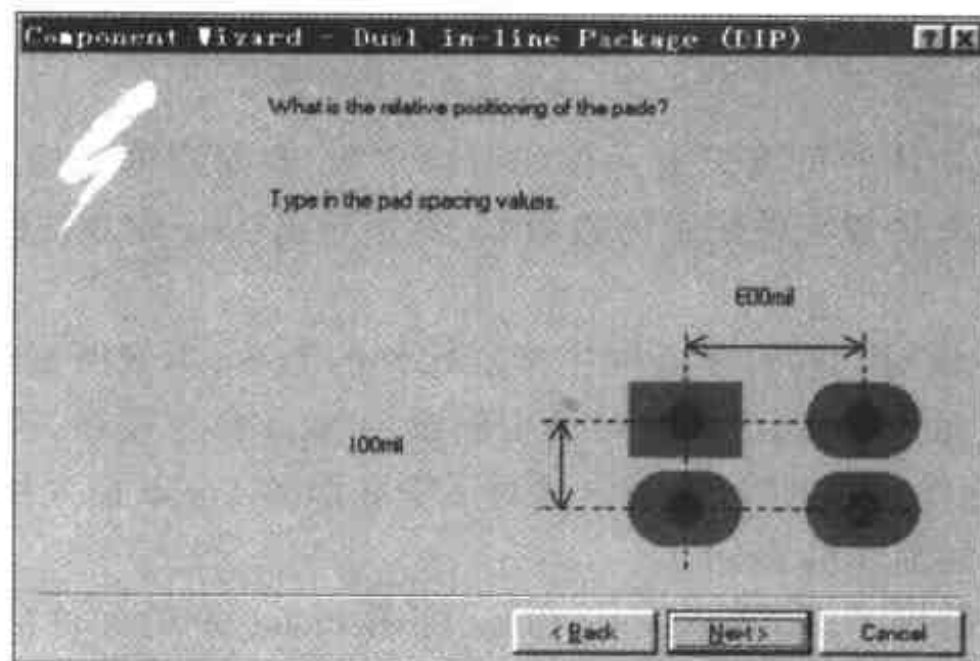 Component Wizard - Dual in-line Package (DIP)
What is the relative positioning of the pads?
Type in the pad spacing values.
600mil
100mil
< Back
Next >
Cancel